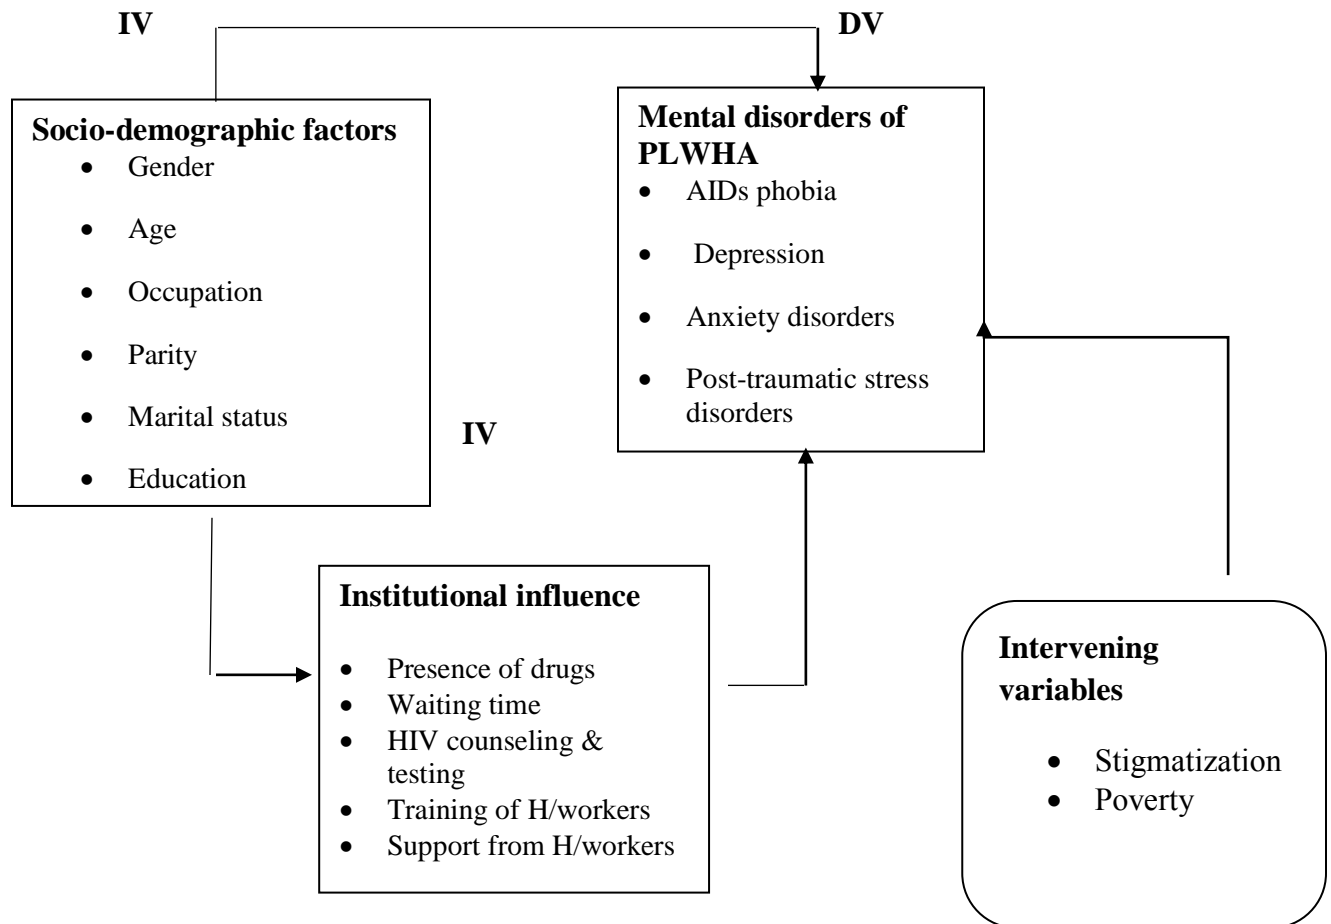 IV
DV
Socio-demographic factors
• Gender
• Age
• Occupation
• Parity
• Marital status
• Education
Mental disorders of
PLWHA
• AIDs phobia
• Depression
• Anxiety disorders
• Post-traumatic stress
disorders
IV
Institutional influence
• Presence of drugs
• Waiting time
• HIV counseling &
testing
• Training of H/workers
• Support from H/workers
Intervening
variables
• Stigmatization
• Poverty